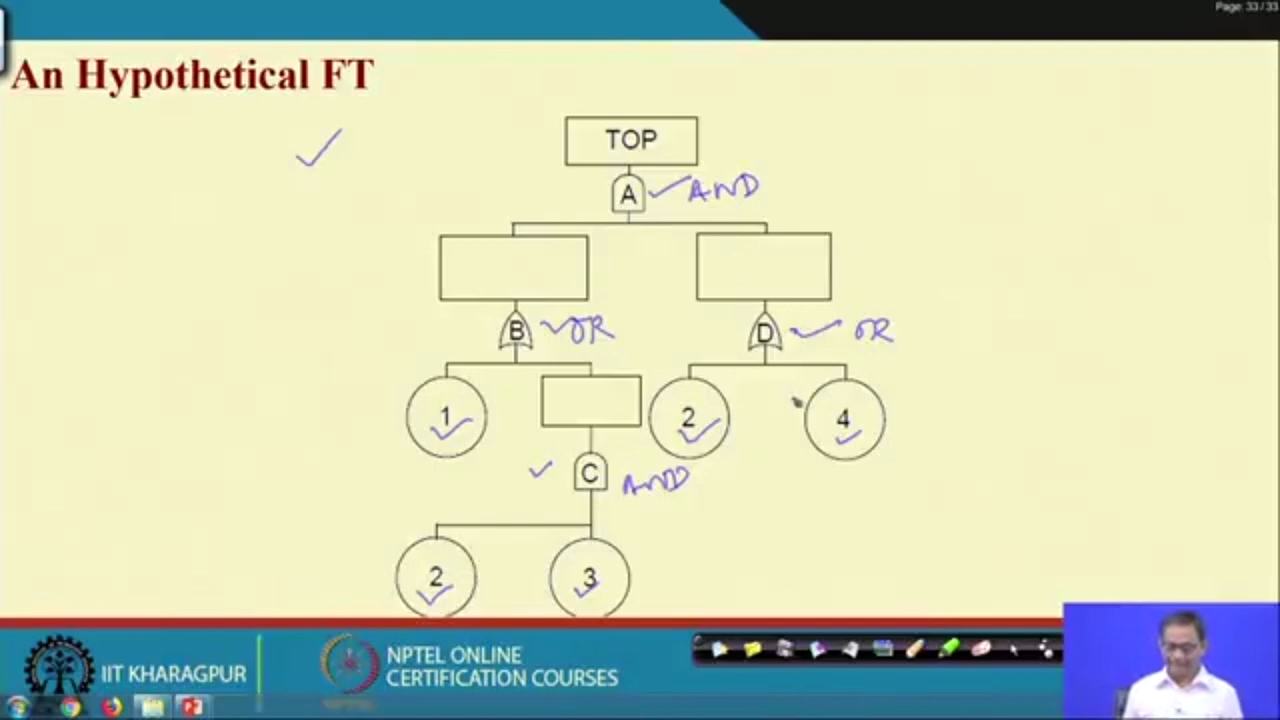 Page: 33 / 33
An Hypothetical FT
TOP
A AND
B OR
D OR
1
2
4
C AND
2
3
IIT KHARAGPUR
NPTEL ONLINE
CERTIFICATION COURSES